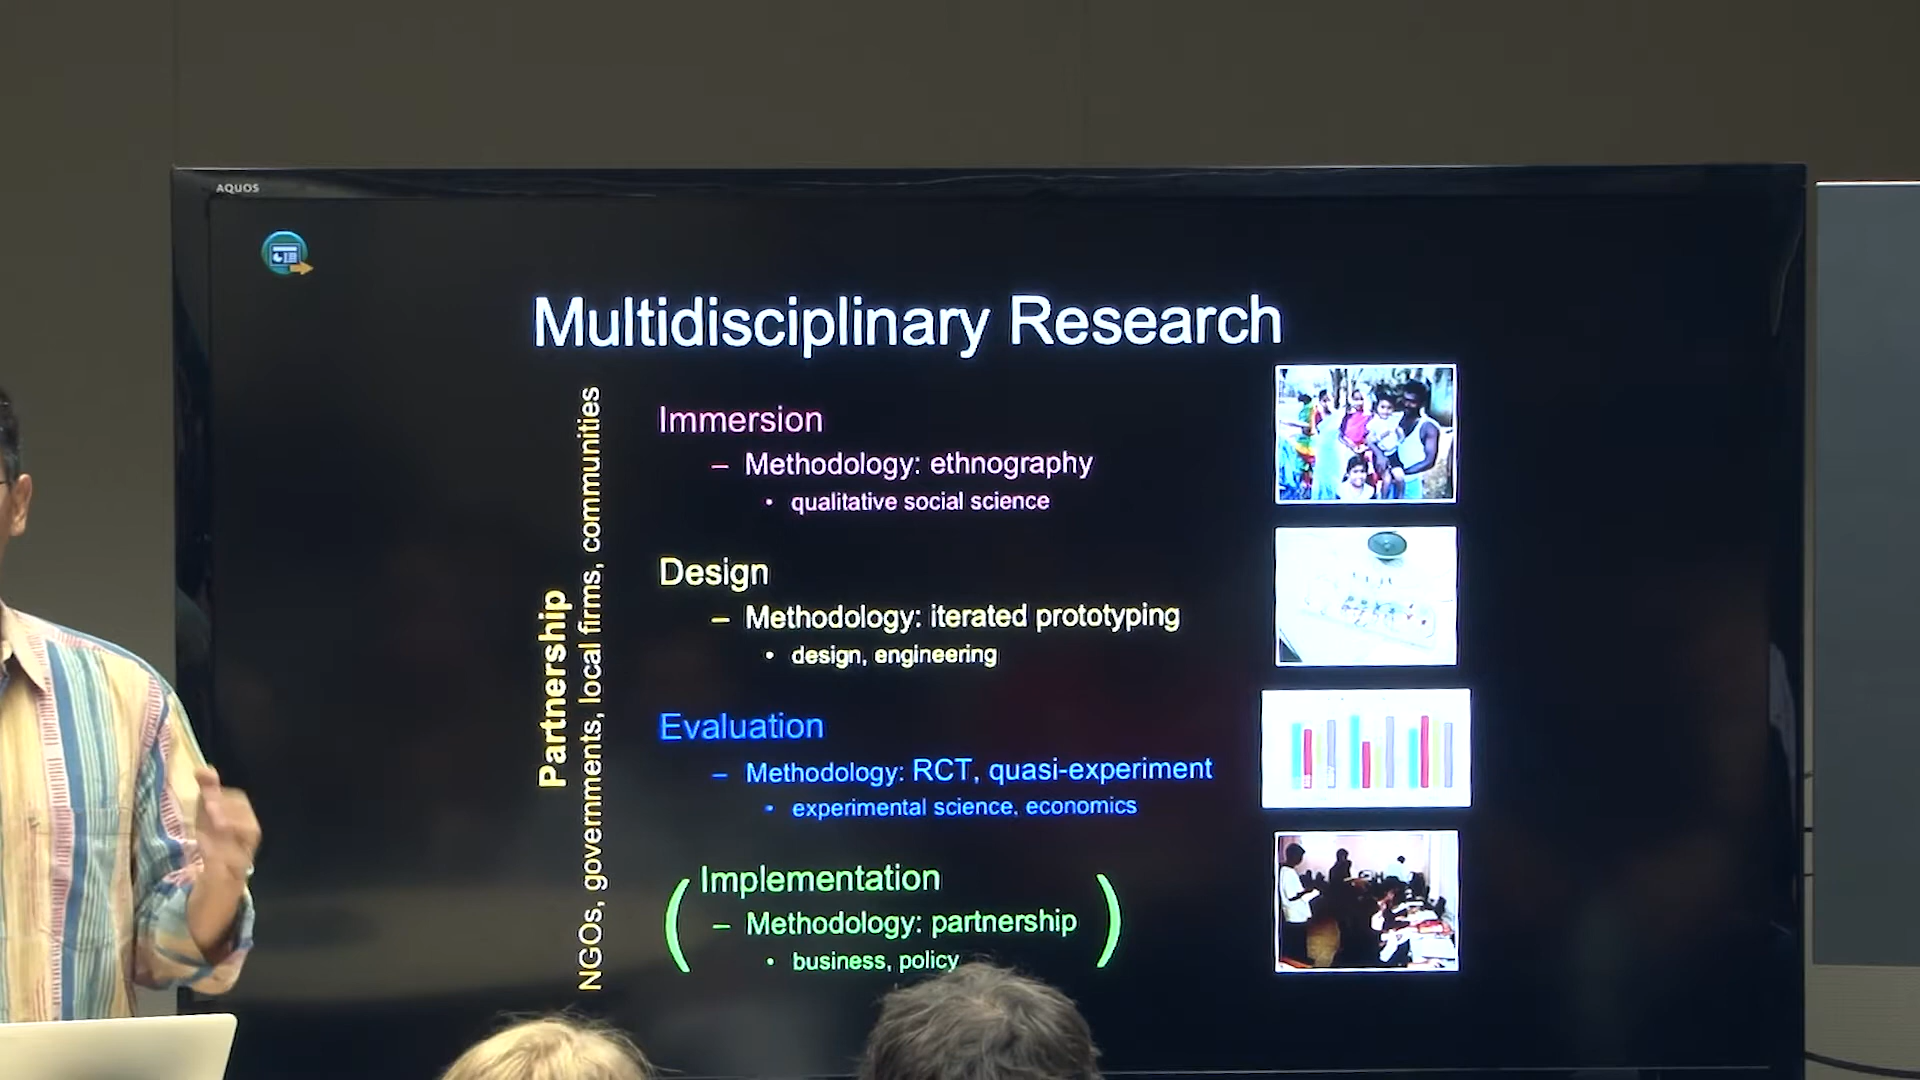 AQUOS
Multidisciplinary Research
Partnership
NGOs, governments, local firms, communities
Immersion
– Methodology: ethnography
• qualitative social science
Design
– Methodology: iterated prototyping
• design, engineering
Evaluation
– Methodology: RCT, quasi-experiment
• experimental science, economics
( Implementation )
– Methodology: partnership
• business, policy